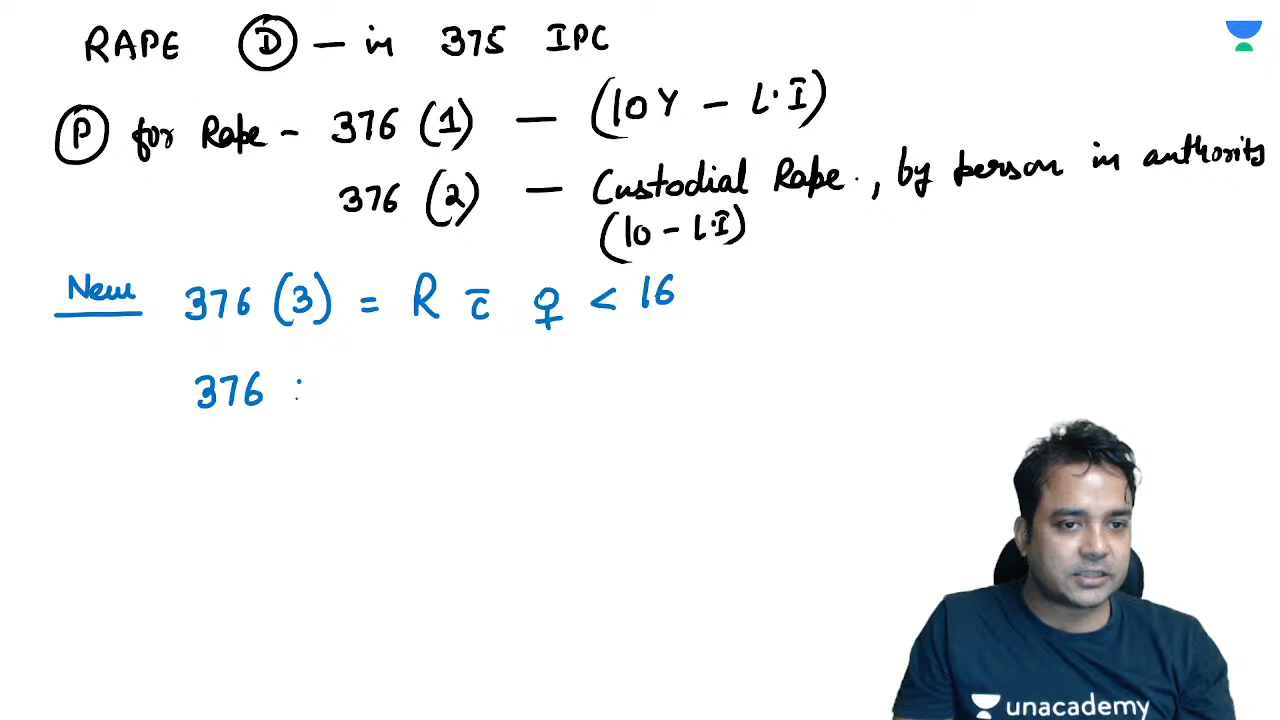 RAPE D - in 375 IPC
P for Rape - 376 (1) - (10Y - L.I)
376 (2) - Custodial Rape., by person in authority
(10 - L.I)
New 376 (3) = R c̄ ♀ < 16
376 :
unacademy